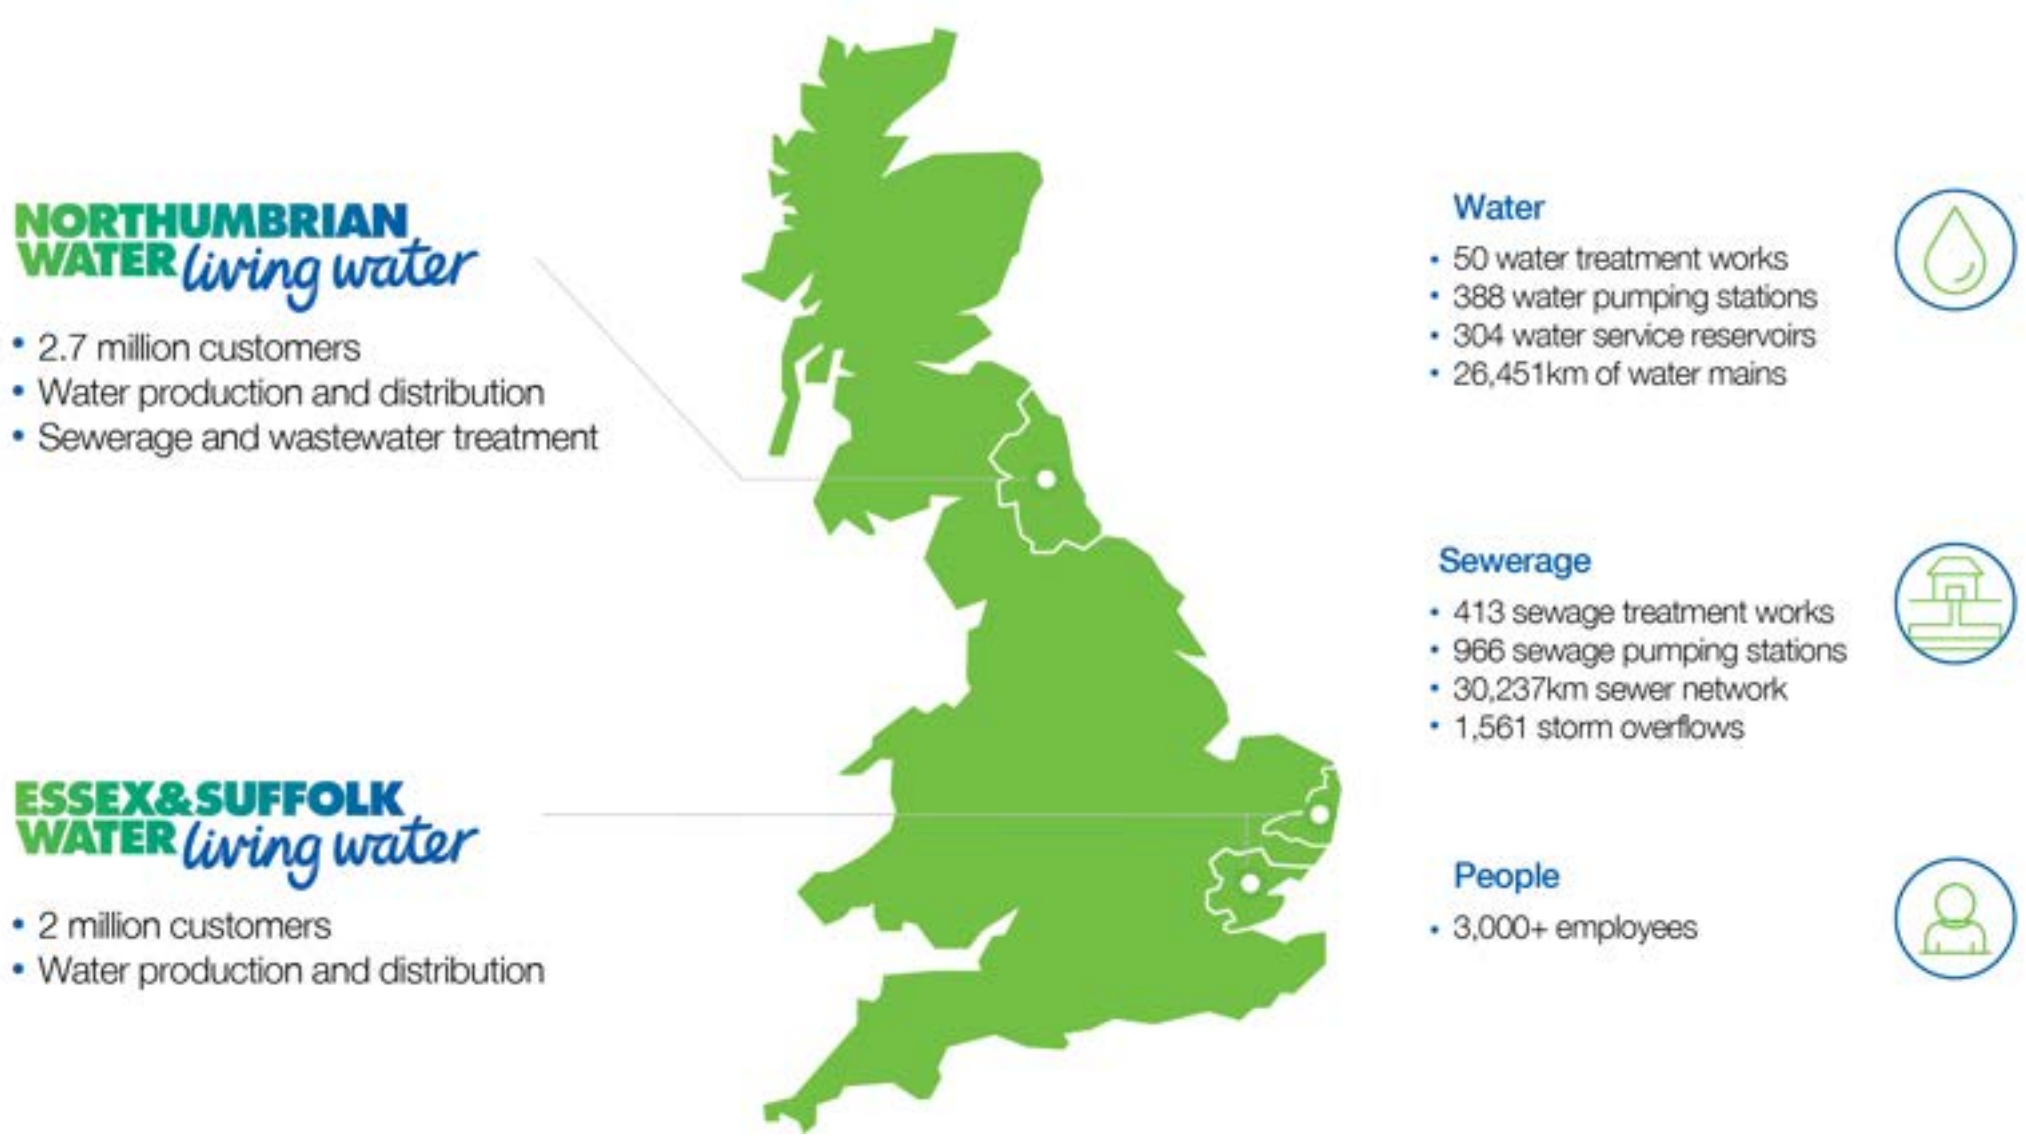 NORTHUMBRIAN
WATER living water
• 2.7 million customers
• Water production and distribution
• Sewerage and wastewater treatment
ESSEX&SUFFOLK
WATER living water
• 2 million customers
• Water production and distribution
Water
• 50 water treatment works
• 388 water pumping stations
• 304 water service reservoirs
• 26,451km of water mains
Sewerage
• 413 sewage treatment works
• 966 sewage pumping stations
• 30,237km sewer network
• 1,561 storm overflows
People
• 3,000+ employees